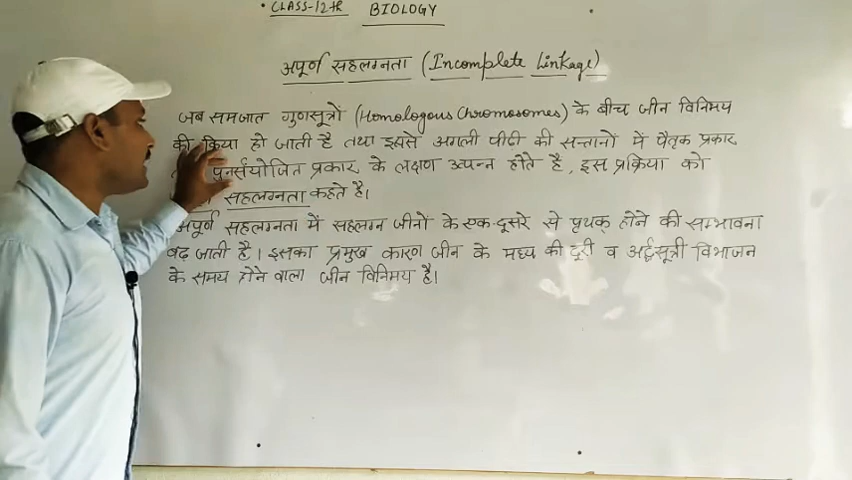 CLASS-12th BIOLOGY
अपूर्ण सहलग्नता (Incomplete Linkage)
जब समजात गुणसूत्रों (Homologous Chromosomes) के बीच जीन विनिमय
की क्रिया हो जाती है तथा इससे अगली पीढी की सन्तानों में पैतृक प्रकार
पुनर्संयोजित प्रकार के लक्षण उत्पन्न होते है, इस प्रक्रिया को
सहलग्नता कहते है।
अपूर्ण सहलग्नता में सहलग्न जीनों के एक-दूसरे से पृथक् होने की सम्भावना
बढ़ जाती है। इसका प्रमुख कारण जीन के मध्य की दूरी व अर्द्धसूत्री विभाजन
के समय होने वाला जीन विनिमय है।